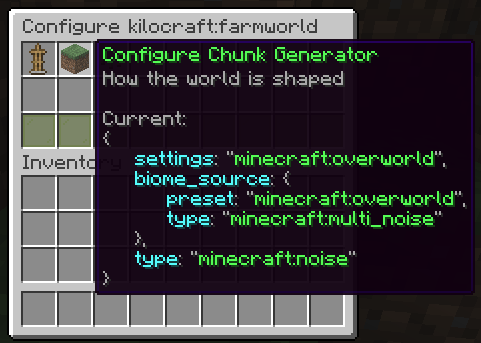 Configure kilocraft:farmworld
Configure Chunk Generator
How the world is shaped
Current:
{
settings: "minecraft:overworld",
biome_source: {
preset: "minecraft:overworld",
type: "minecraft:multi_noise"
},
type: "minecraft:noise"
}
Inventory